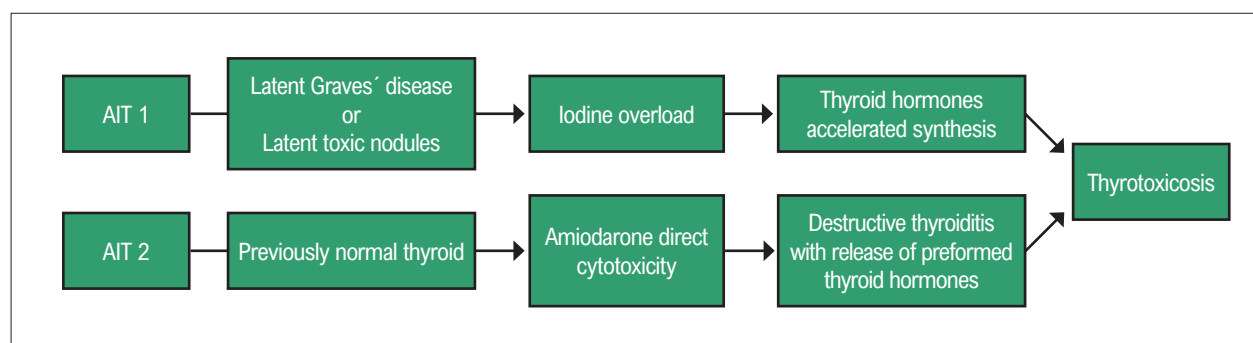 AIT 1
Latent Graves´ disease
or
Latent toxic nodules
Iodine overload
Thyroid hormones
accelerated synthesis
Thyrotoxicosis
AIT 2
Previously normal thyroid
Amiodarone direct
cytotoxicity
Destructive thyroiditis
with release of preformed
thyroid hormones